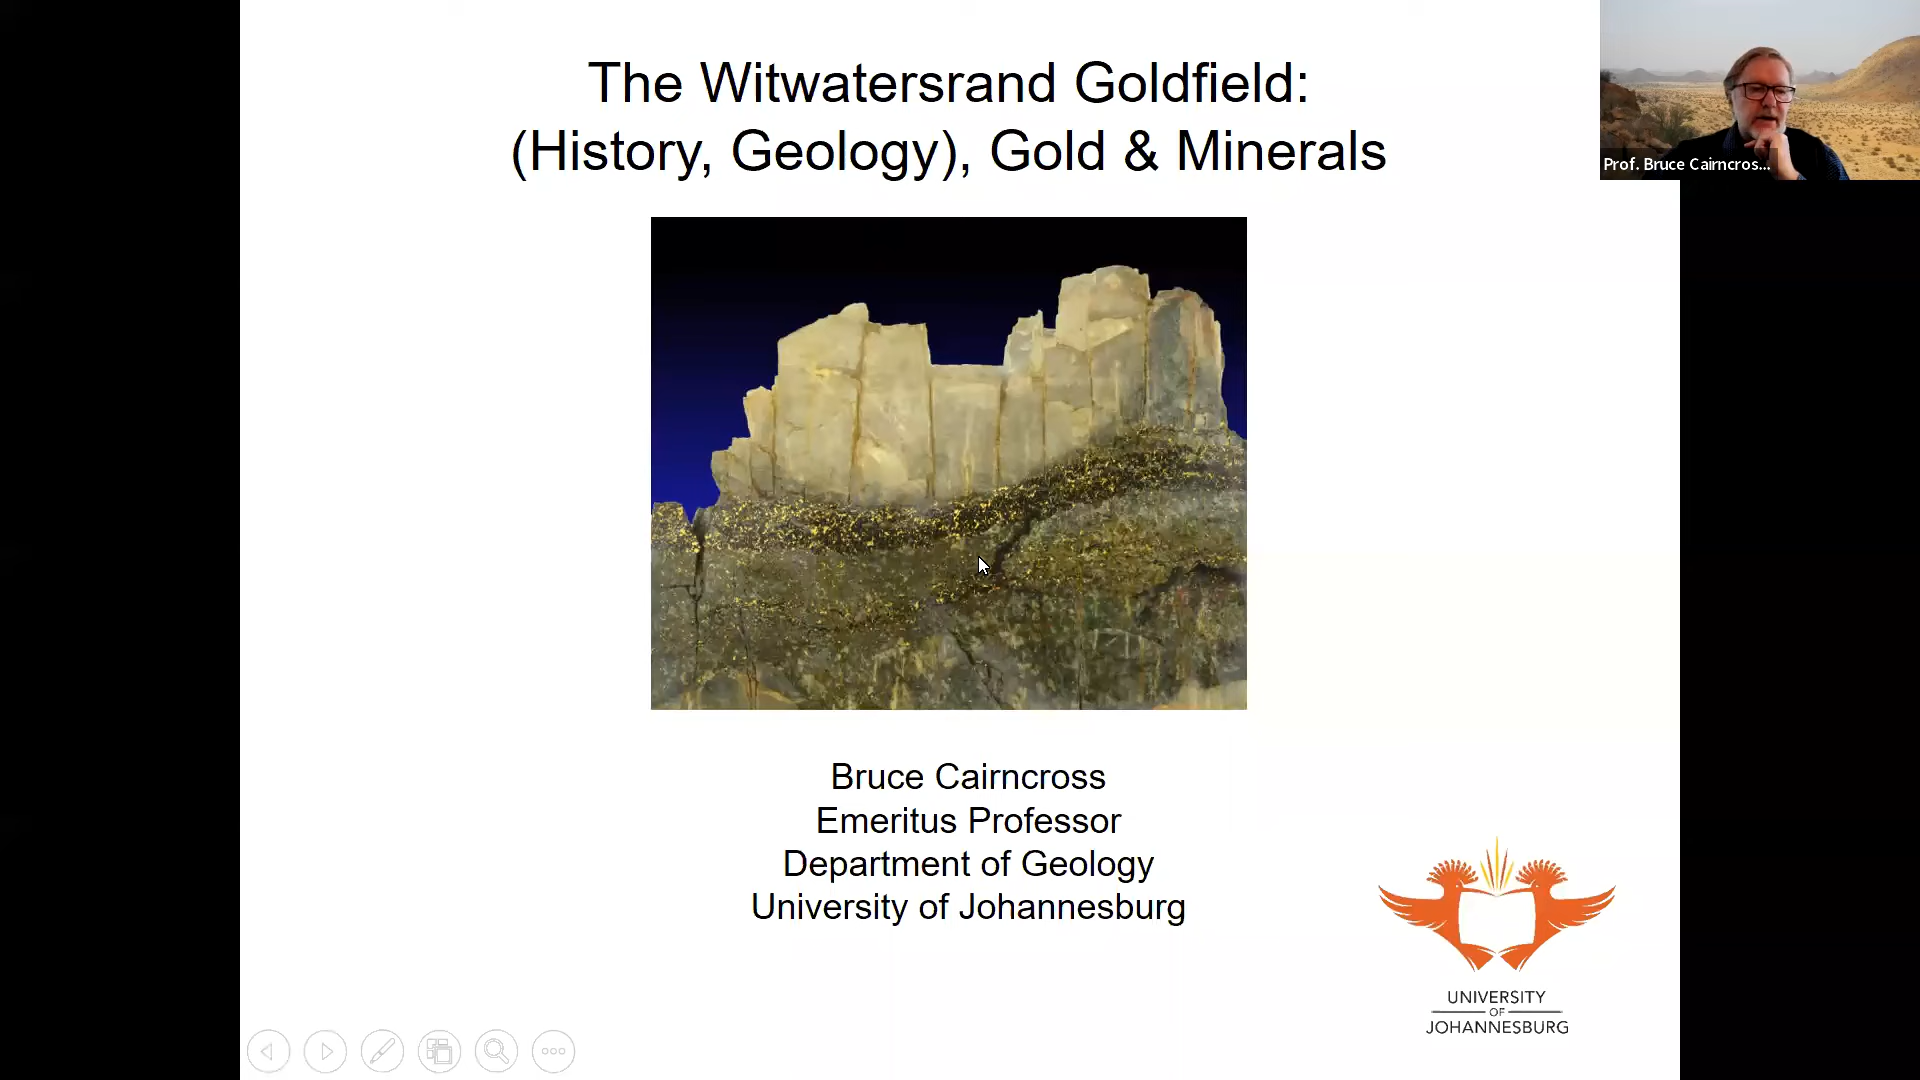 The Witwatersrand Goldfield:
(History, Geology), Gold & Minerals
Prof. Bruce Cairncros...
Bruce Cairncross
Emeritus Professor
Department of Geology
University of Johannesburg
UNIVERSITY
OF
JOHANNESBURG